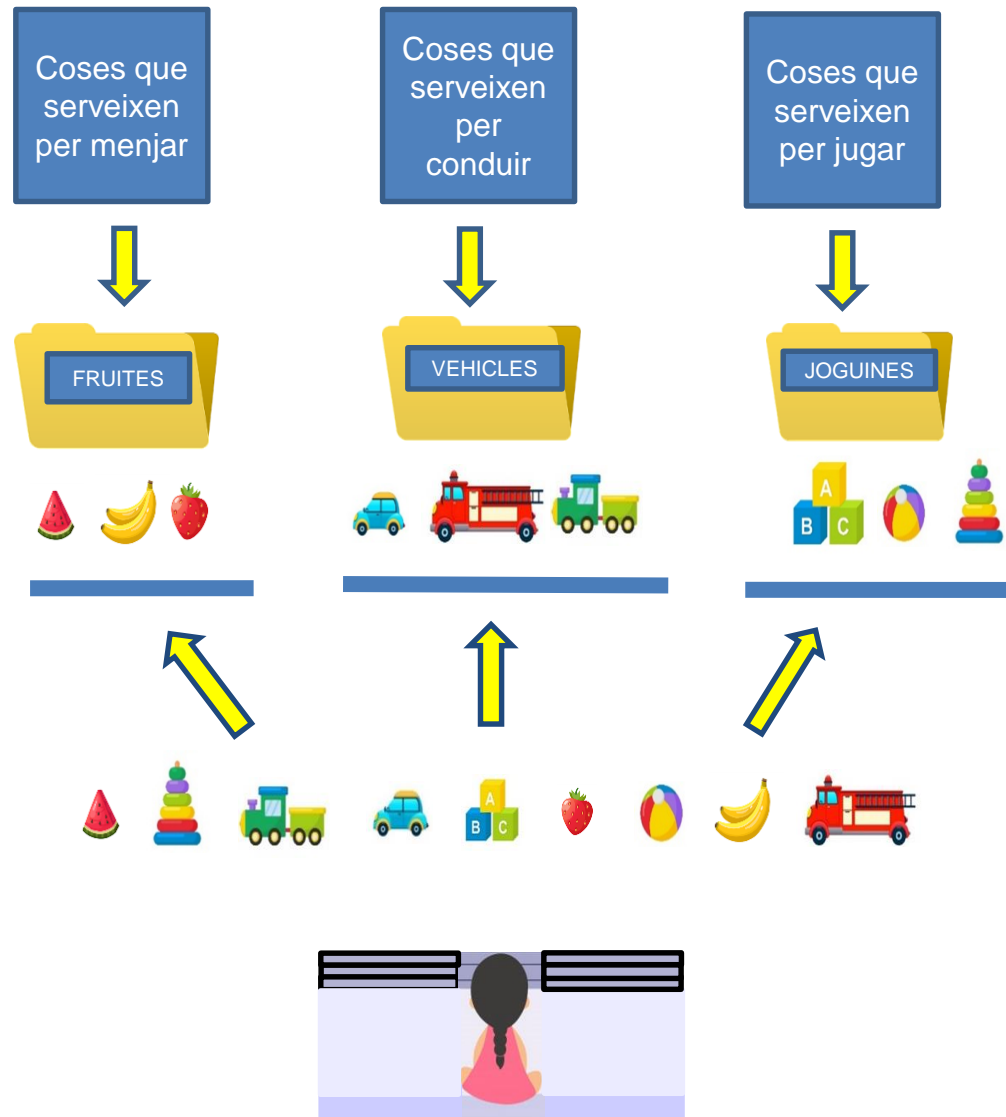 Coses que
serveixen
per menjar
Coses que
serveixen
per
conduir
Coses que
serveixen
per jugar
FRUITES
VEHICLES
JOGUINES
A
B C
A
B C